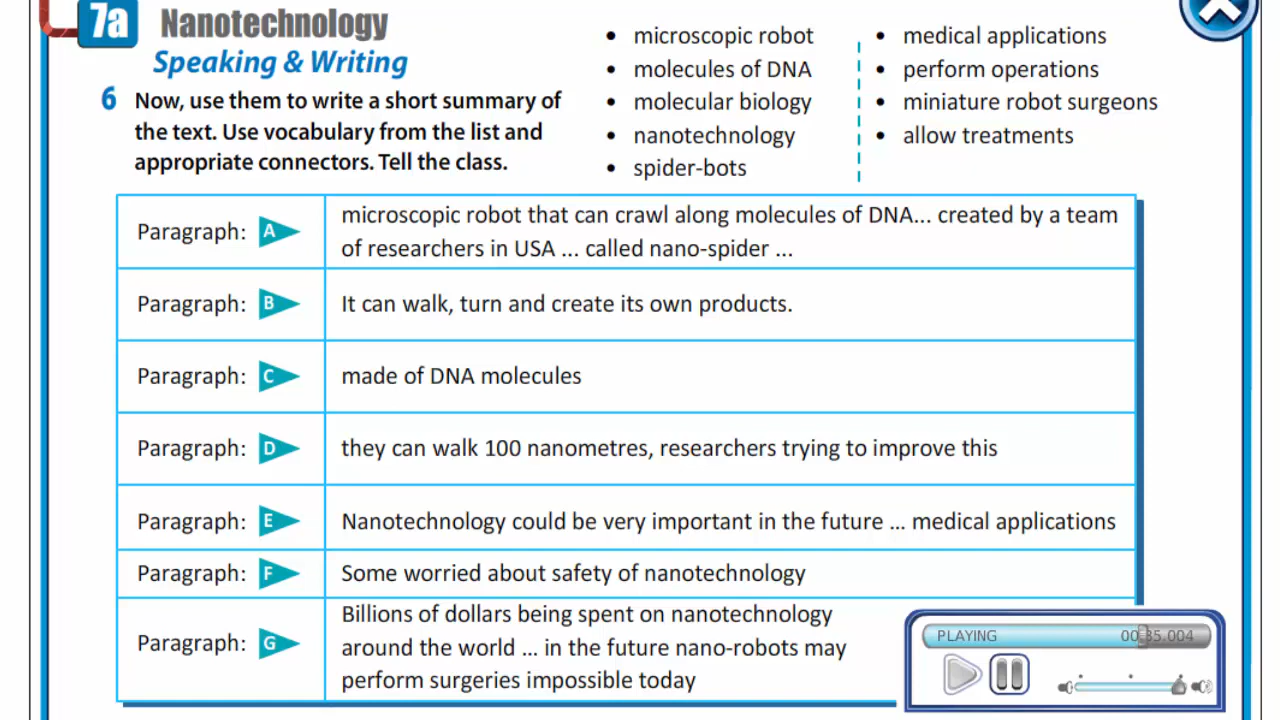 7a Nanotechnology
Speaking & Writing
6 Now, use them to write a short summary of
the text. Use vocabulary from the list and
appropriate connectors. Tell the class.
• microscopic robot
• molecules of DNA
• molecular biology
• nanotechnology
• spider-bots
• medical applications
• perform operations
• miniature robot surgeons
• allow treatments
Paragraph: A
microscopic robot that can crawl along molecules of DNA... created by a team
of researchers in USA ... called nano-spider ...
Paragraph: B
It can walk, turn and create its own products.
Paragraph: C
made of DNA molecules
Paragraph: D
they can walk 100 nanometres, researchers trying to improve this
Paragraph: E
Nanotechnology could be very important in the future ... medical applications
Paragraph: F
Some worried about safety of nanotechnology
Paragraph: G
Billions of dollars being spent on nanotechnology
around the world ... in the future nano-robots may
perform surgeries impossible today
PLAYING 00:35.004